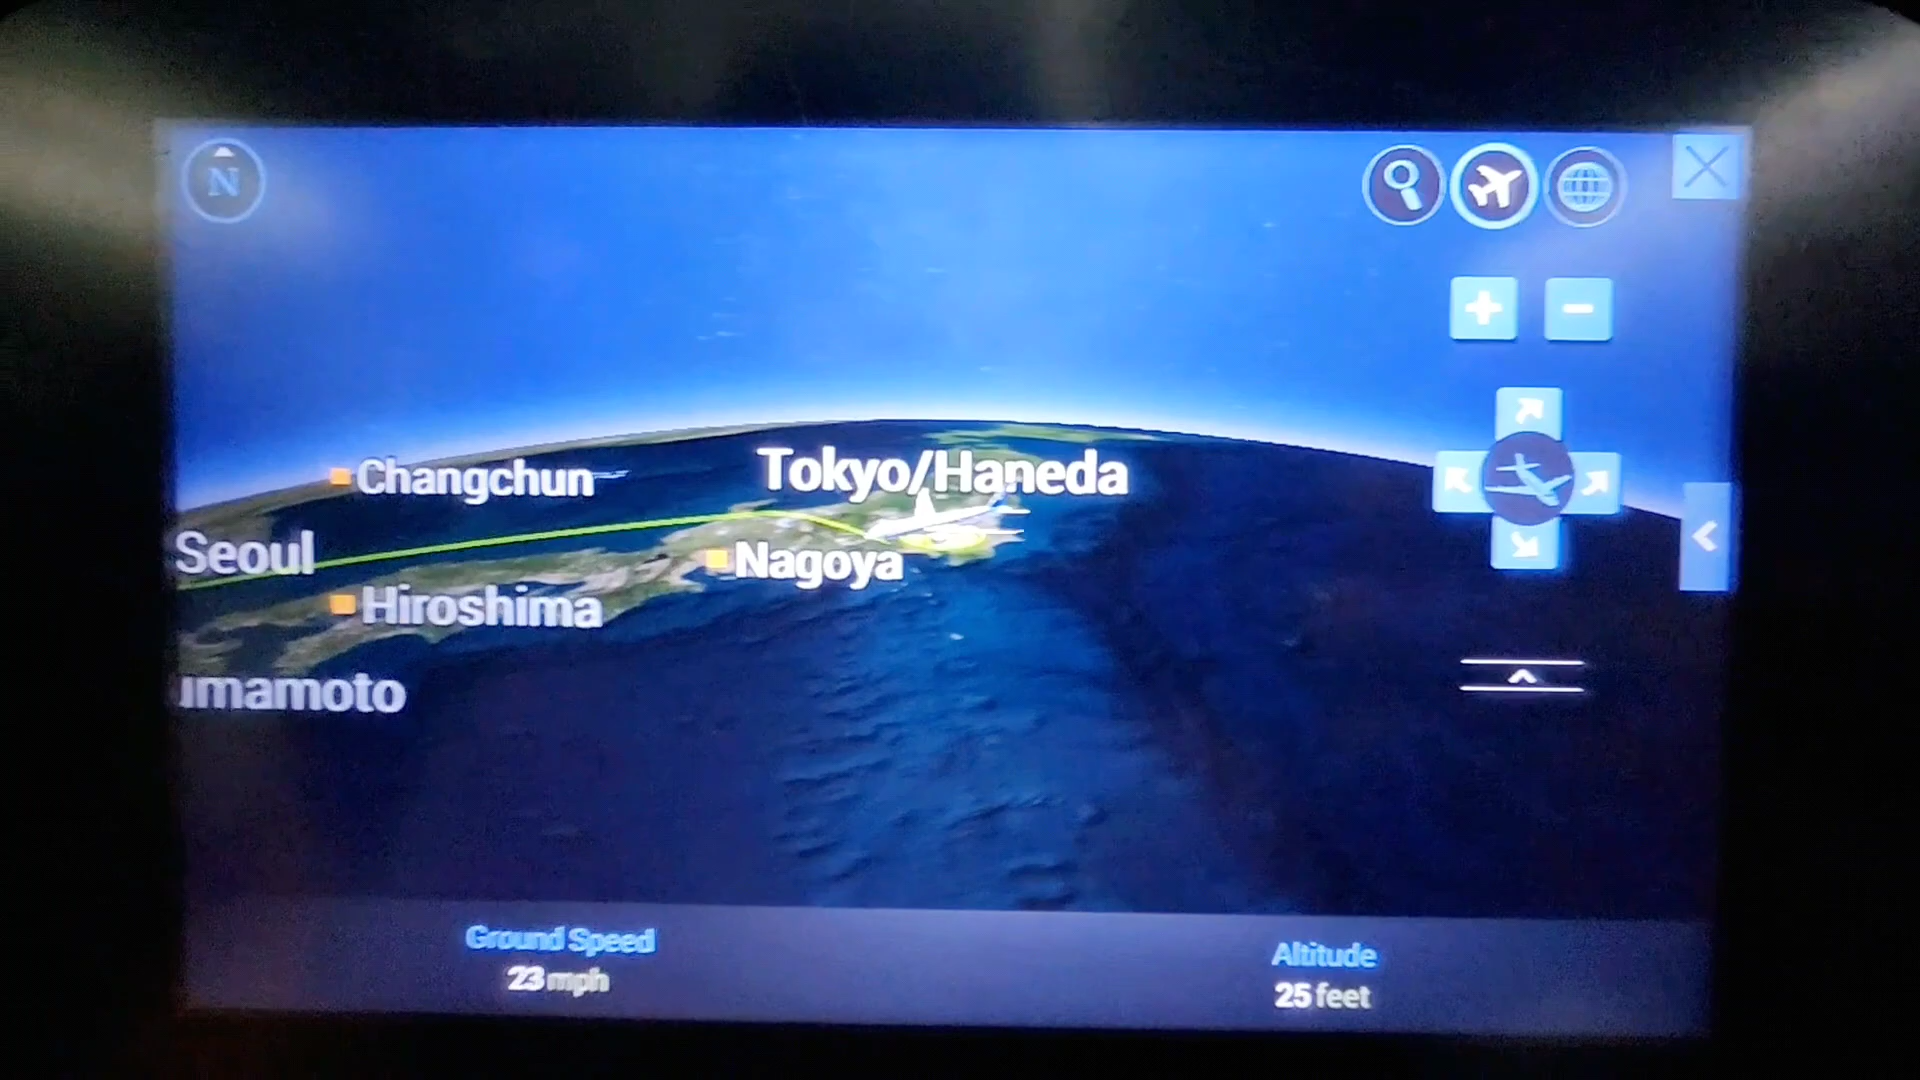 N
Changchun
Tokyo/Haneda
Seoul
Nagoya
Hiroshima
umamoto
Ground Speed
23 mph
Altitude
25 feet